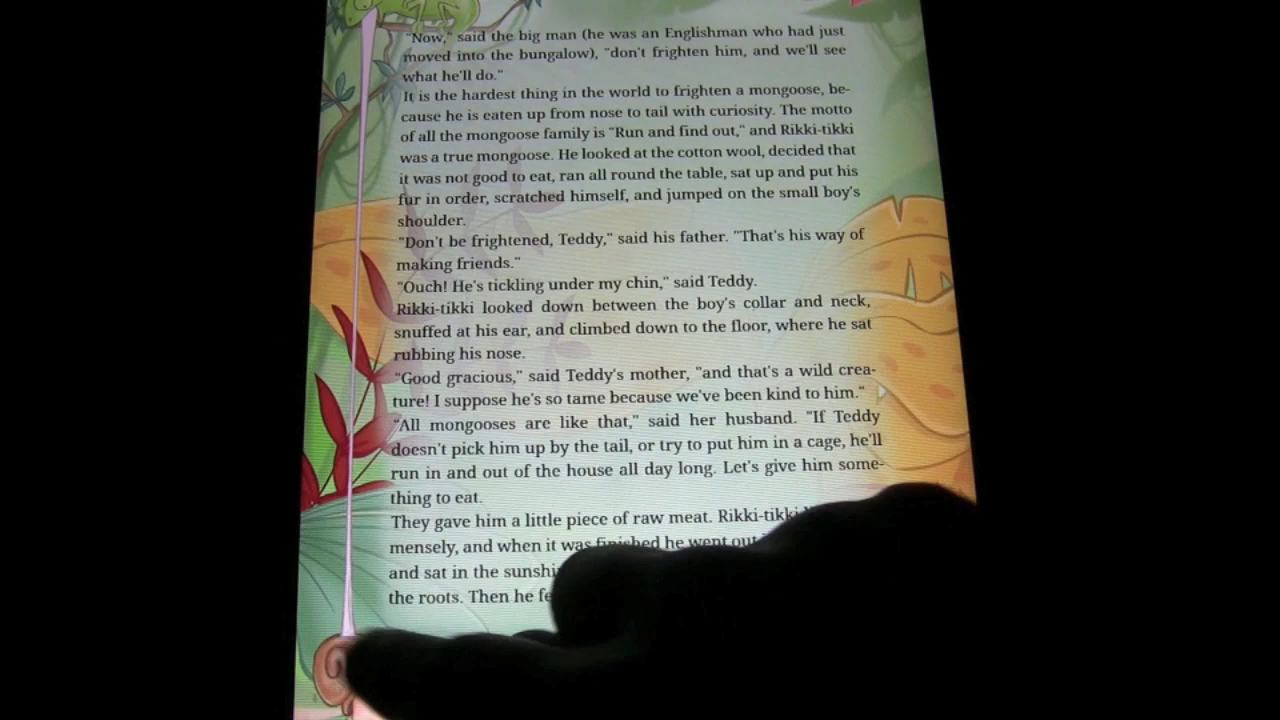 "Now," said the big man (he was an Englishman who had just
moved into the bungalow), "don't frighten him, and we'll see
what he'll do."
It is the hardest thing in the world to frighten a mongoose, be-
cause he is eaten up from nose to tail with curiosity. The motto
of all the mongoose family is "Run and find out," and Rikki-tikki
was a true mongoose. He looked at the cotton wool, decided that
it was not good to eat, ran all round the table, sat up and put his
fur in order, scratched himself, and jumped on the small boy's
shoulder.
"Don't be frightened, Teddy," said his father. "That's his way of
making friends."
"Ouch! He's tickling under my chin," said Teddy.
Rikki-tikki looked down between the boy's collar and neck,
snuffed at his ear, and climbed down to the floor, where he sat
rubbing his nose.
"Good gracious," said Teddy's mother, "and that's a wild crea-
ture! I suppose he's so tame because we've been kind to him."
"All mongooses are like that," said her husband. "If Teddy
doesn't pick him up by the tail, or try to put him in a cage, he'll
run in and out of the house all day long. Let's give him some-
thing to eat.
They gave him a little piece of raw meat. Rikki-tikki
mensely, and when it was finished he went out
and sat in the
the roots. Then he